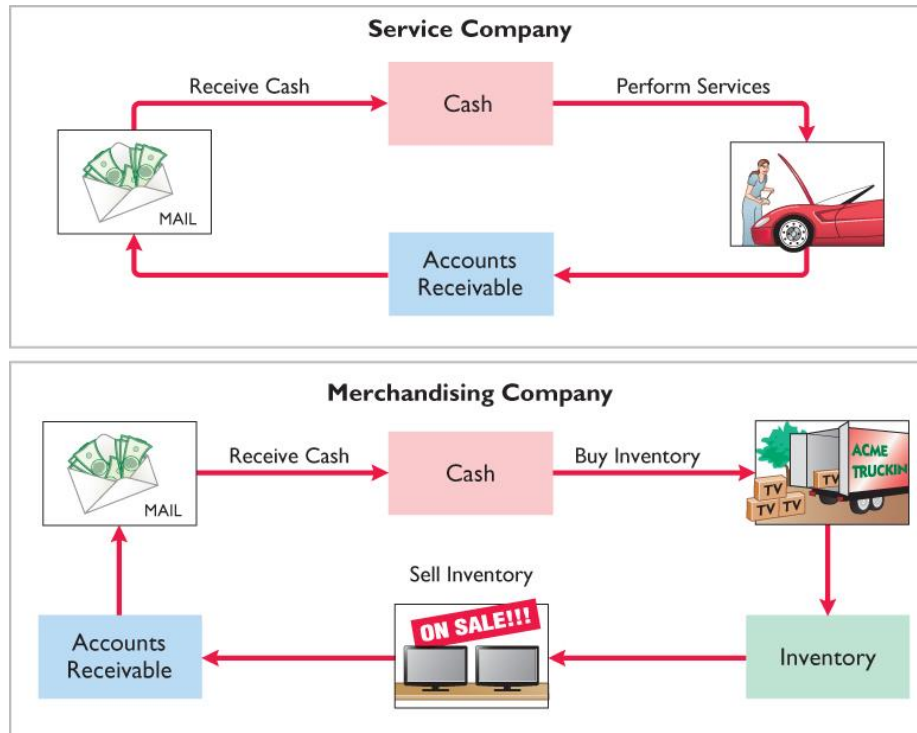 Service Company
Receive Cash
Cash
Perform Services
MAIL
Accounts
Receivable
Merchandising Company
Receive Cash
Cash
Buy Inventory
ACME
TRUCKIN
TV
TV
TV TV
MAIL
Sell Inventory
ON SALE!!!
Accounts
Receivable
Inventory